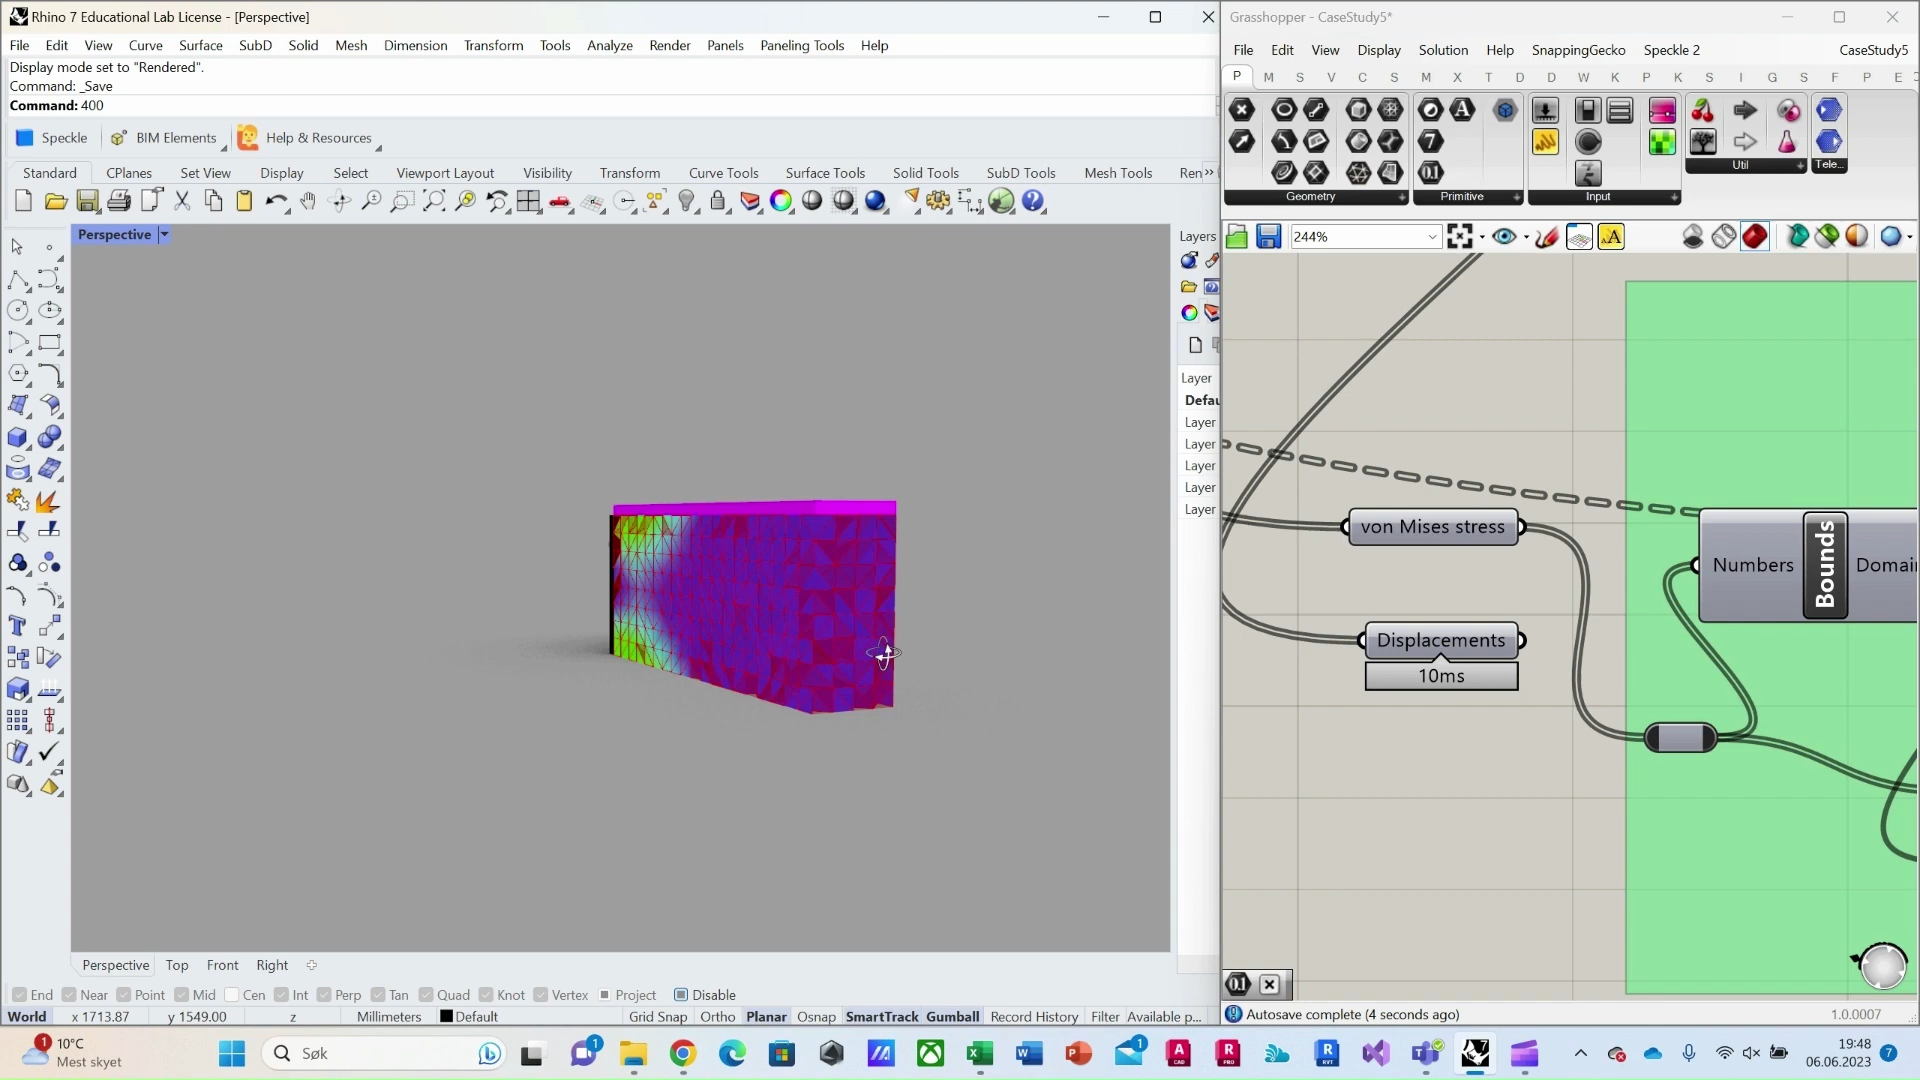 Rhino 7 Educational Lab License - [Perspective]
File Edit View Curve Surface SubD Solid Mesh Dimension Transform Tools Analyze Render Panels Paneling Tools Help
Display mode set to "Rendered".
Command: _Save
Command: 400
Speckle BIM Elements Help & Resources
Standard CPlanes Set View Display Select Viewport Layout Visibility Transform Curve Tools Surface Tools Solid Tools SubD Tools Mesh Tools Ren »
Perspective
Layers
Layer
Defau
Layer
Layer
Layer
Layer
Layer
Perspective Top Front Right
End Near Point Mid Cen Int Perp Tan Quad Knot Vertex Project Disable
World x 1713.87 y 1549.00 z Millimeters Default Grid Snap Ortho Planar Osnap SmartTrack Gumball Record History Filter Available p...
Grasshopper - CaseStudy5*
File Edit View Display Solution Help SnappingGecko Speckle 2 CaseStudy5
P M S V C S M X T D D W K P K S I G S F P E
Geometry Primitive Input Util Tele...
244%
von Mises stress
Displacements
10ms
Numbers Bounds Domai
Autosave complete (4 seconds ago) 1.0.0007
1 10°C
Mest skyet
Søk
1
1
19:48
06.06.2023
7